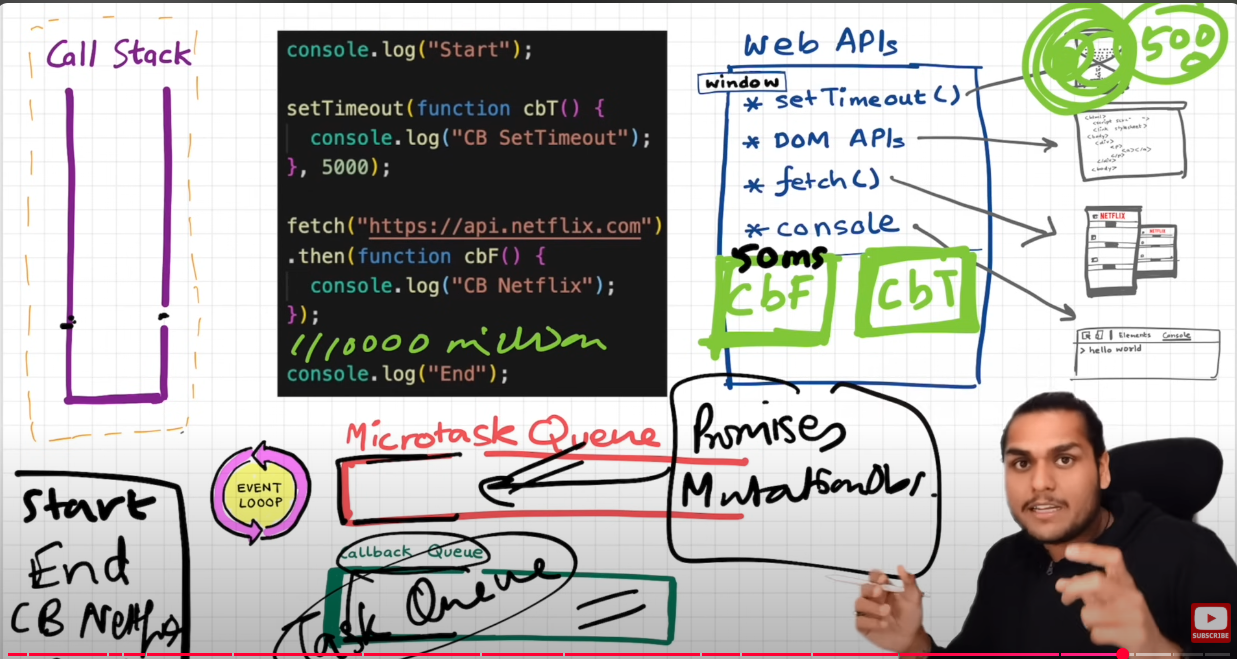 Call Stack
console.log("Start");
setTimeout(function cbT() {
console.log("CB SetTimeout");
}, 5000);
fetch("https://api.netflix.com")
.then(function cbF() {
console.log("CB Netflix");
});
1//10000 million
console.log("End");
Web APIs
window
* setTimeout()
* DOM APIs
* fetch()
* console
50ms
CbF
CbT
500
NETFLIX
NETFLIX
Elements Console
> hello world
Microtask Queue
Promises
MutationObs.
EVENT
LOOOP
Callback Queue
Task Queue
Start
End
CB Netflix
SUBSCRIBE